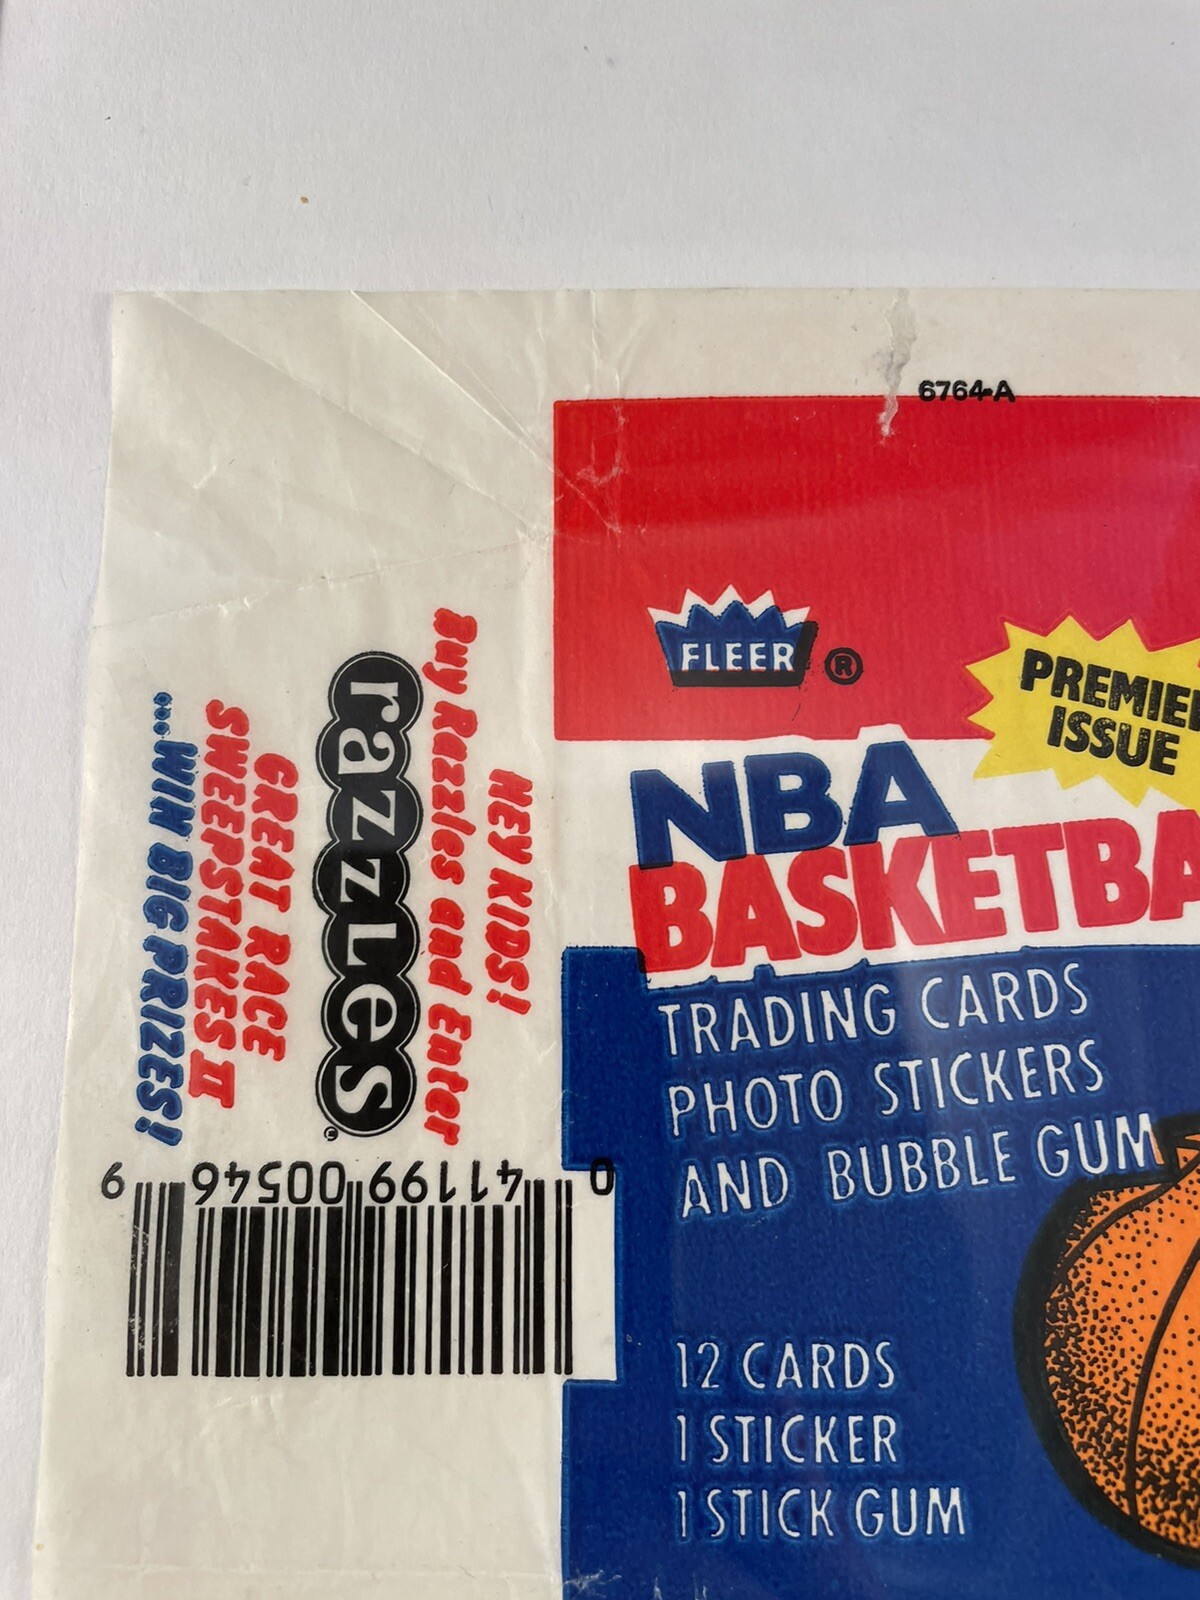 6764-A
FLEER ®
PREMIE
ISSUE
NBA
BASKETBA
TRADING CARDS
PHOTO STICKERS
AND BUBBLE GUM
12 CARDS
1 STICKER
1 STICK GUM
HEY KIDS!
Buy Razzles and Enter
razzLes
GREAT RACE
SWEEPSTAKES II
...WIN BIG PRIZES!
0 41199 00546 9